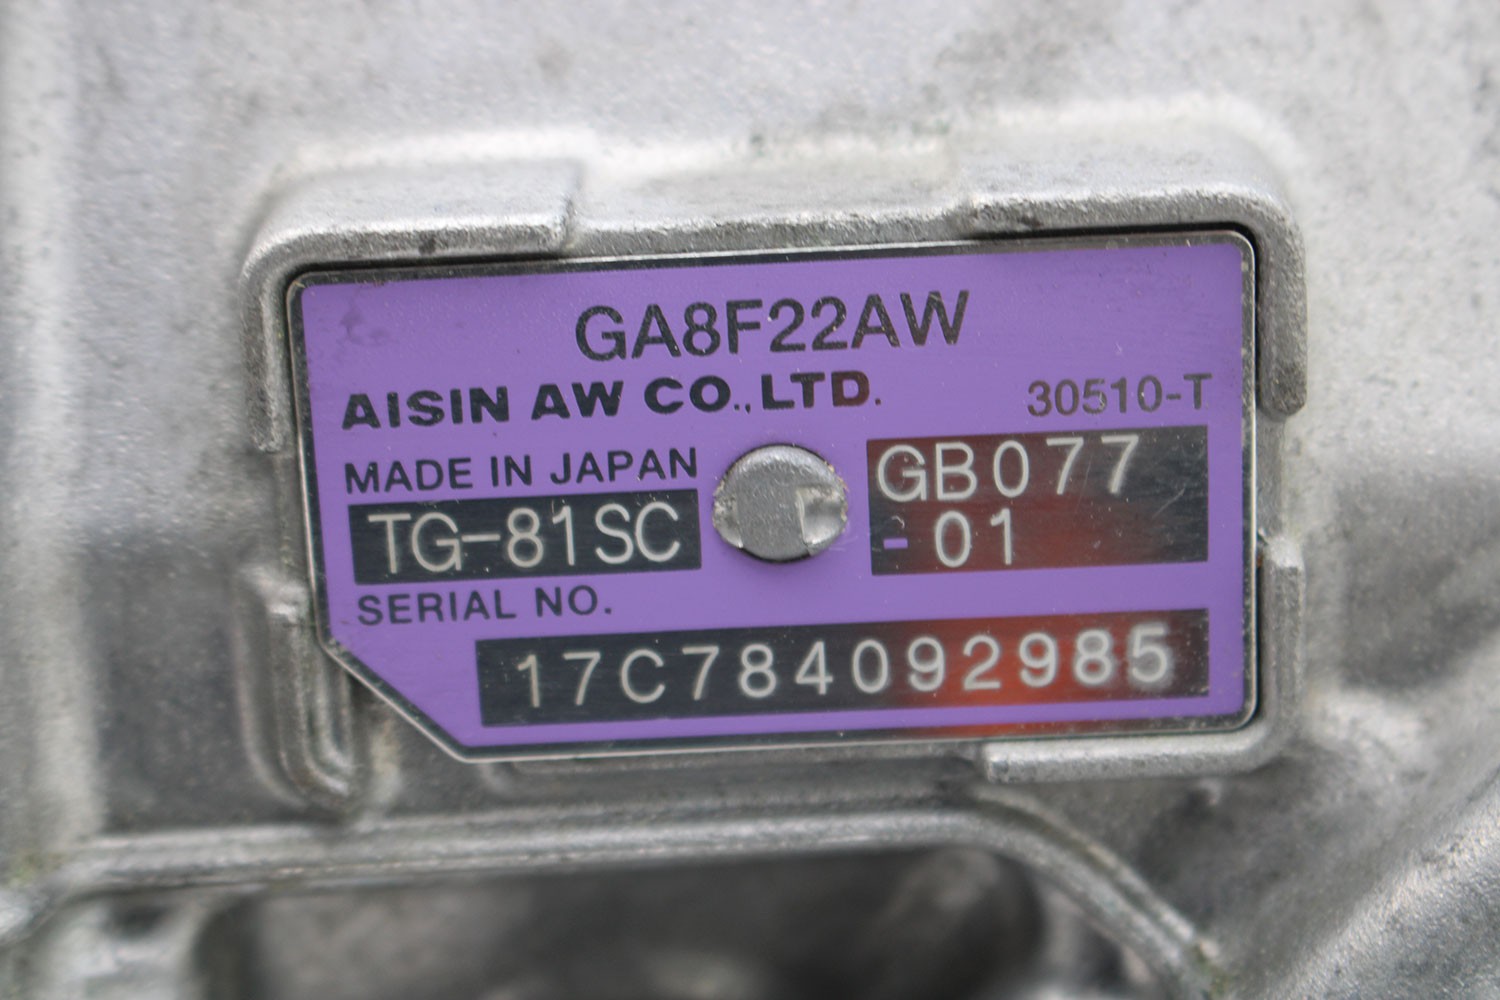 GA8F22AW
AISIN AW CO.,LTD. 30510-T
MADE IN JAPAN
TG-81SC
GB077
-01
SERIAL NO.
17C784092985